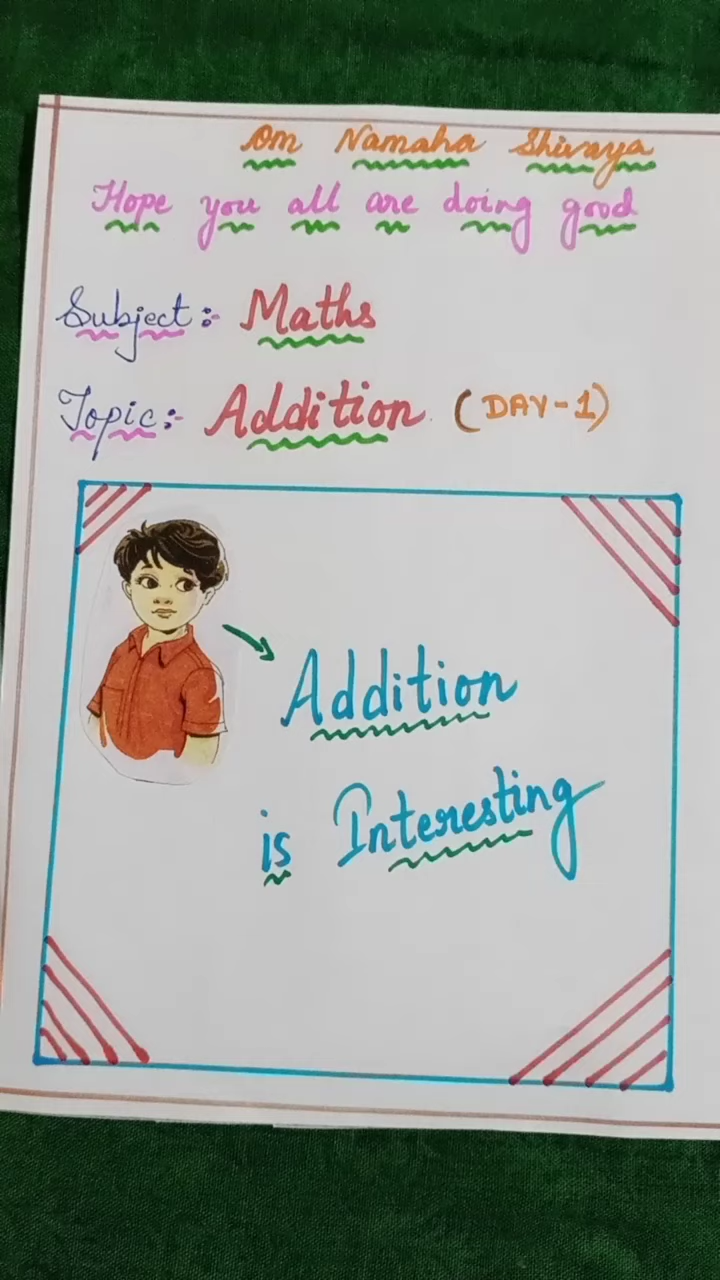 Om Namaha Shivaya
Hope you all are doing good
Subject:- Maths
Topic:- Addition (DAY-1)
Addition
is Interesting